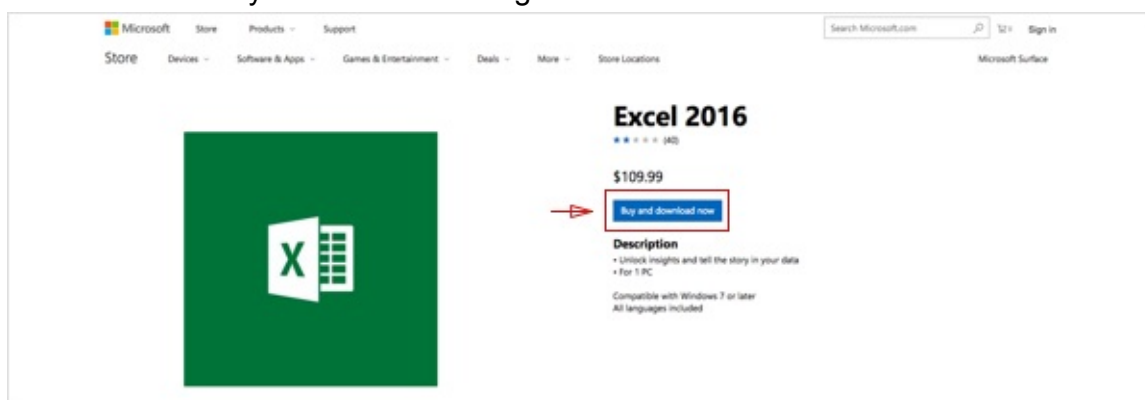 Microsoft Store Products Support Search Microsoft.com Sign in
Store Devices Software & Apps Games & Entertainment Deals More Store Locations Microsoft Surface
Excel 2016
(40)
$109.99
Buy and download now
X
Description
• Unlock insights and tell the story in your data
• For 1 PC
Compatible with Windows 7 or later
All languages included